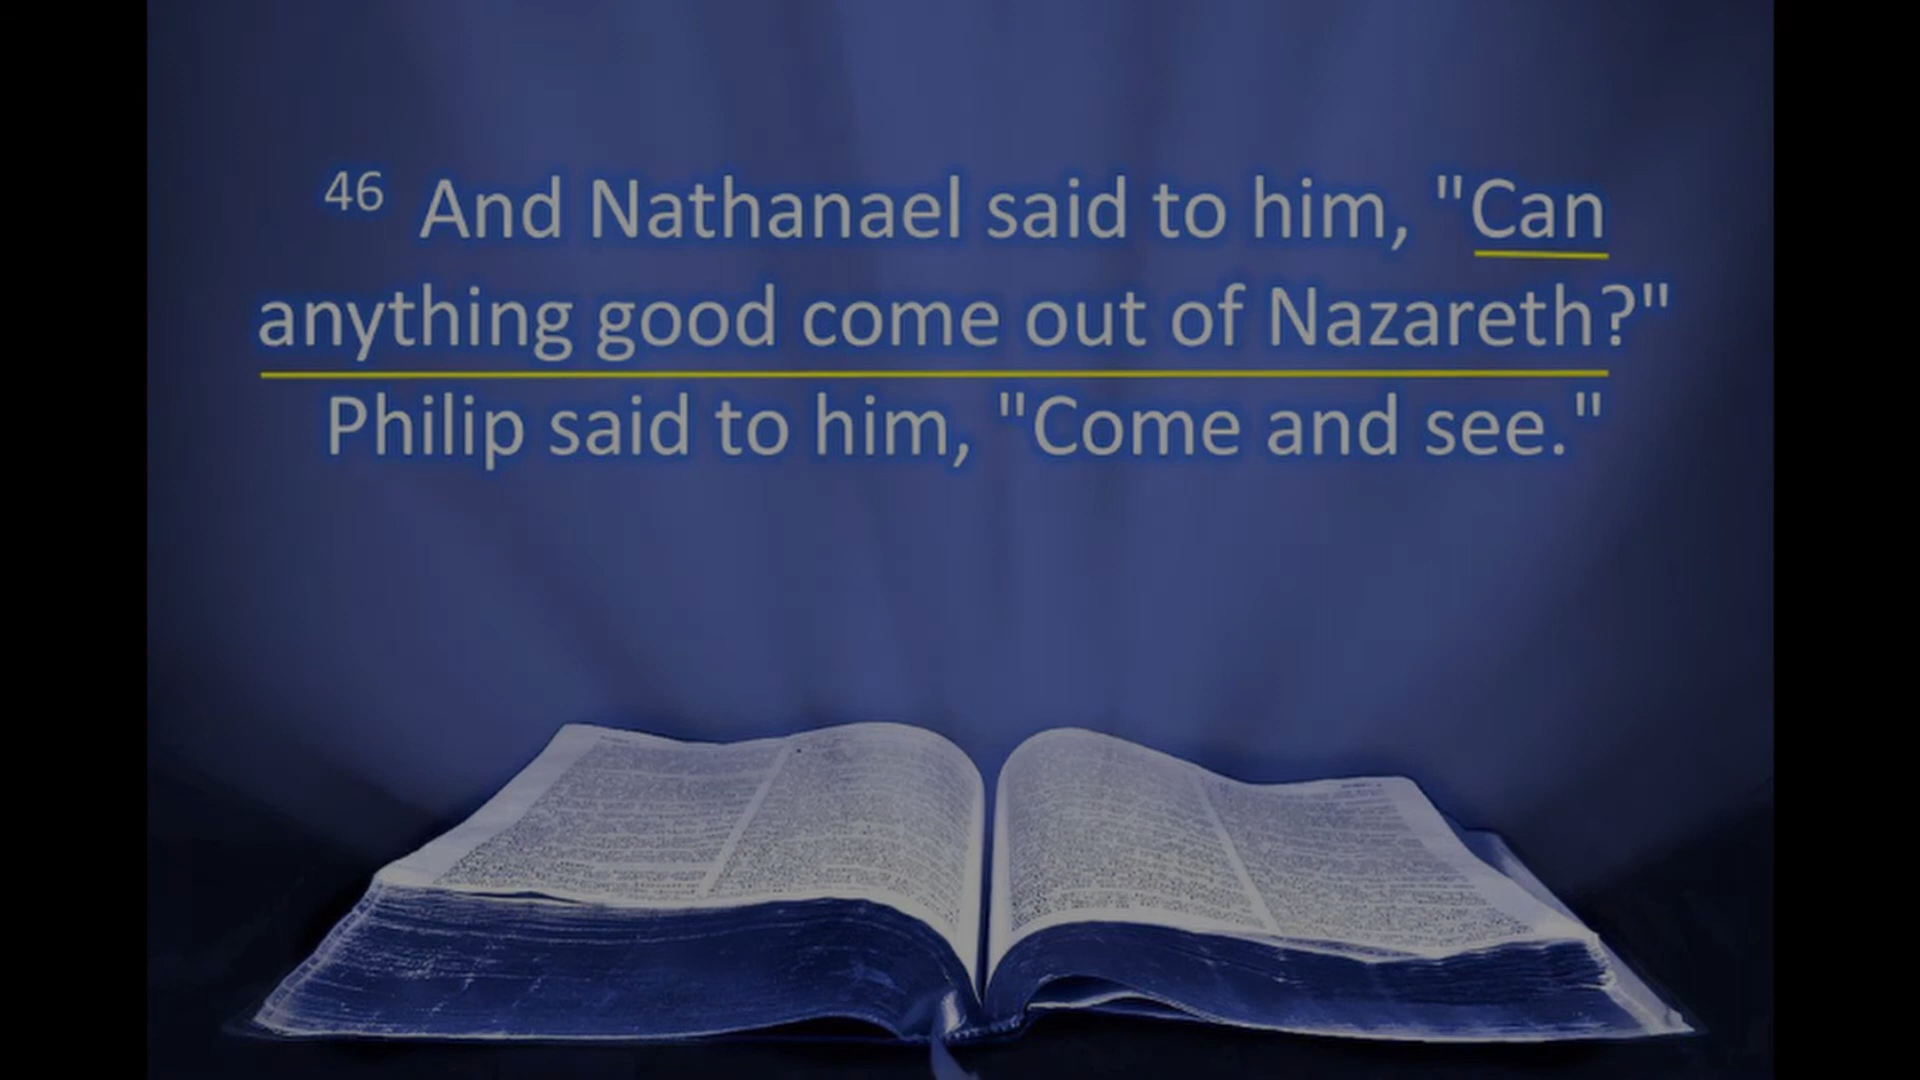 46 And Nathanael said to him, "Can
anything good come out of Nazareth?"
Philip said to him, "Come and see."